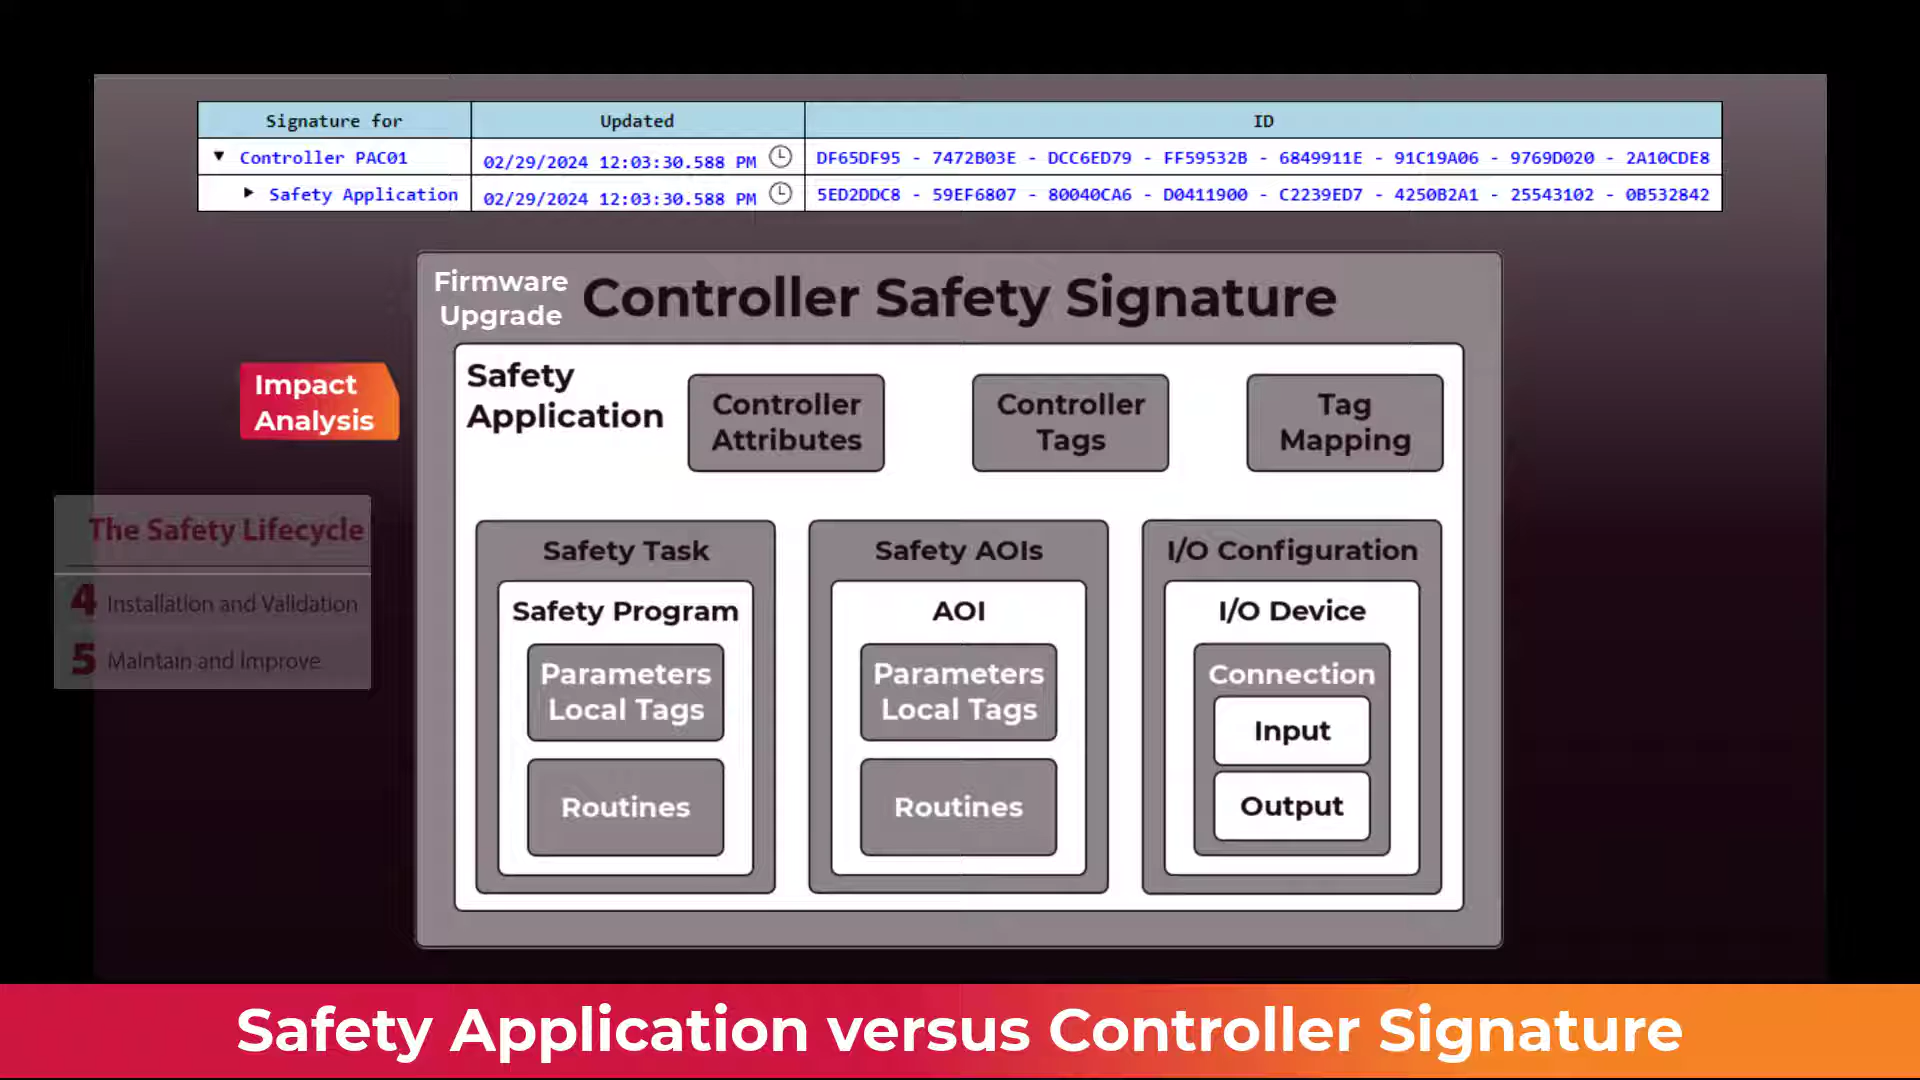 Signature for Updated ID
Controller PAC01 02/29/2024 12:03:30.588 PM DF65DF95 - 7472B03E - DCC6ED79 - FF59532B - 6849911E - 91C19A06 - 9769D020 - 2A10CDE8
Safety Application 02/29/2024 12:03:30.588 PM 5ED2DDC8 - 59EF6807 - 80040CA6 - D0411900 - C2239ED7 - 4250B2A1 - 25543102 - 0B532842
Firmware
Upgrade
Controller Safety Signature
Impact
Analysis
Safety
Application
Controller
Attributes
Controller
Tags
Tag
Mapping
The Safety Lifecycle
4 Installation and Validation
5 Maintain and Improve
Safety Task
Safety Program
Parameters
Local Tags
Routines
Safety AOIs
AOI
Parameters
Local Tags
Routines
I/O Configuration
I/O Device
Connection
Input
Output
Safety Application versus Controller Signature